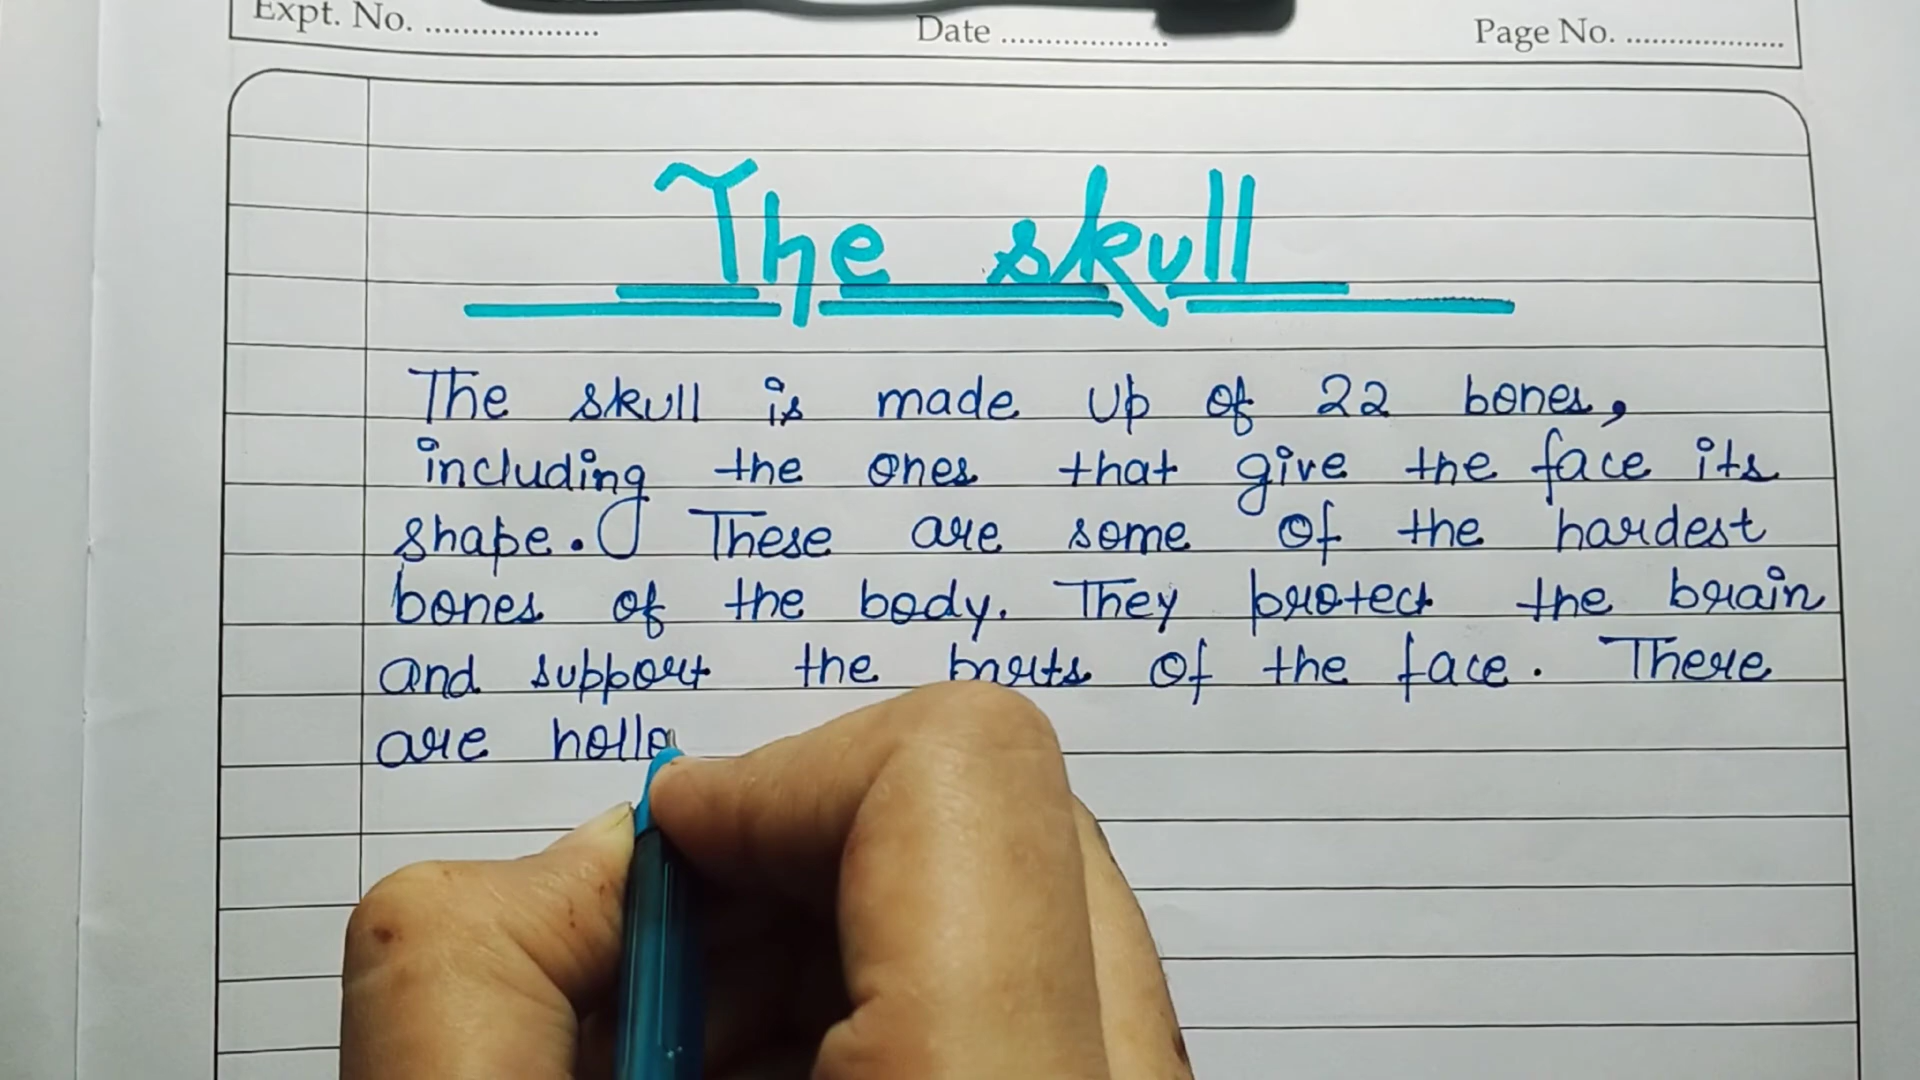 Expt. No. ....................
Date ....................
Page No. ....................
The skull
The skull is made up of 22 bones,
including the ones that give the face its
shape. These are some of the hardest
bones of the body. They protect the brain
and support the parts of the face. There
are hollo